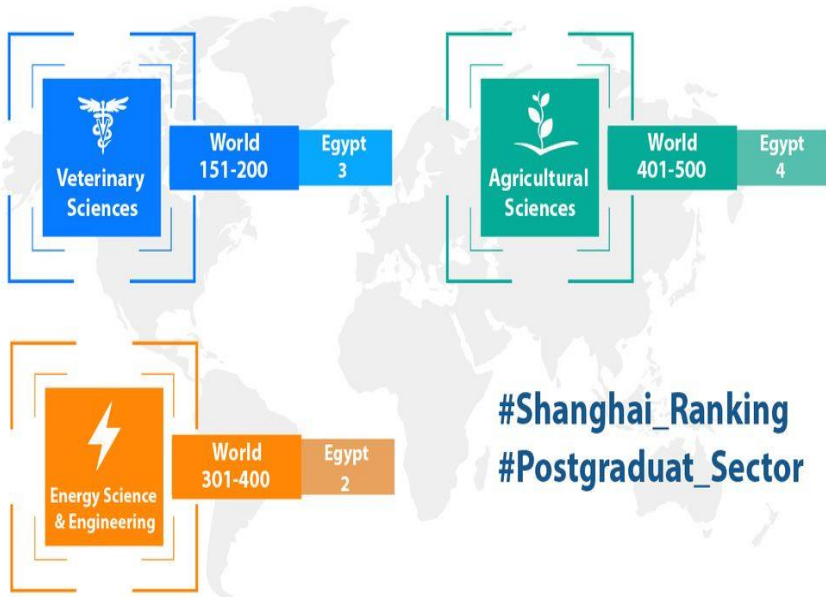 Veterinary
Sciences
World
151-200
Egypt
3
Agricultural
Sciences
World
401-500
Egypt
4
Energy Science
& Engineering
World
301-400
Egypt
2
#Shanghai_Ranking
#Postgraduat_Sector